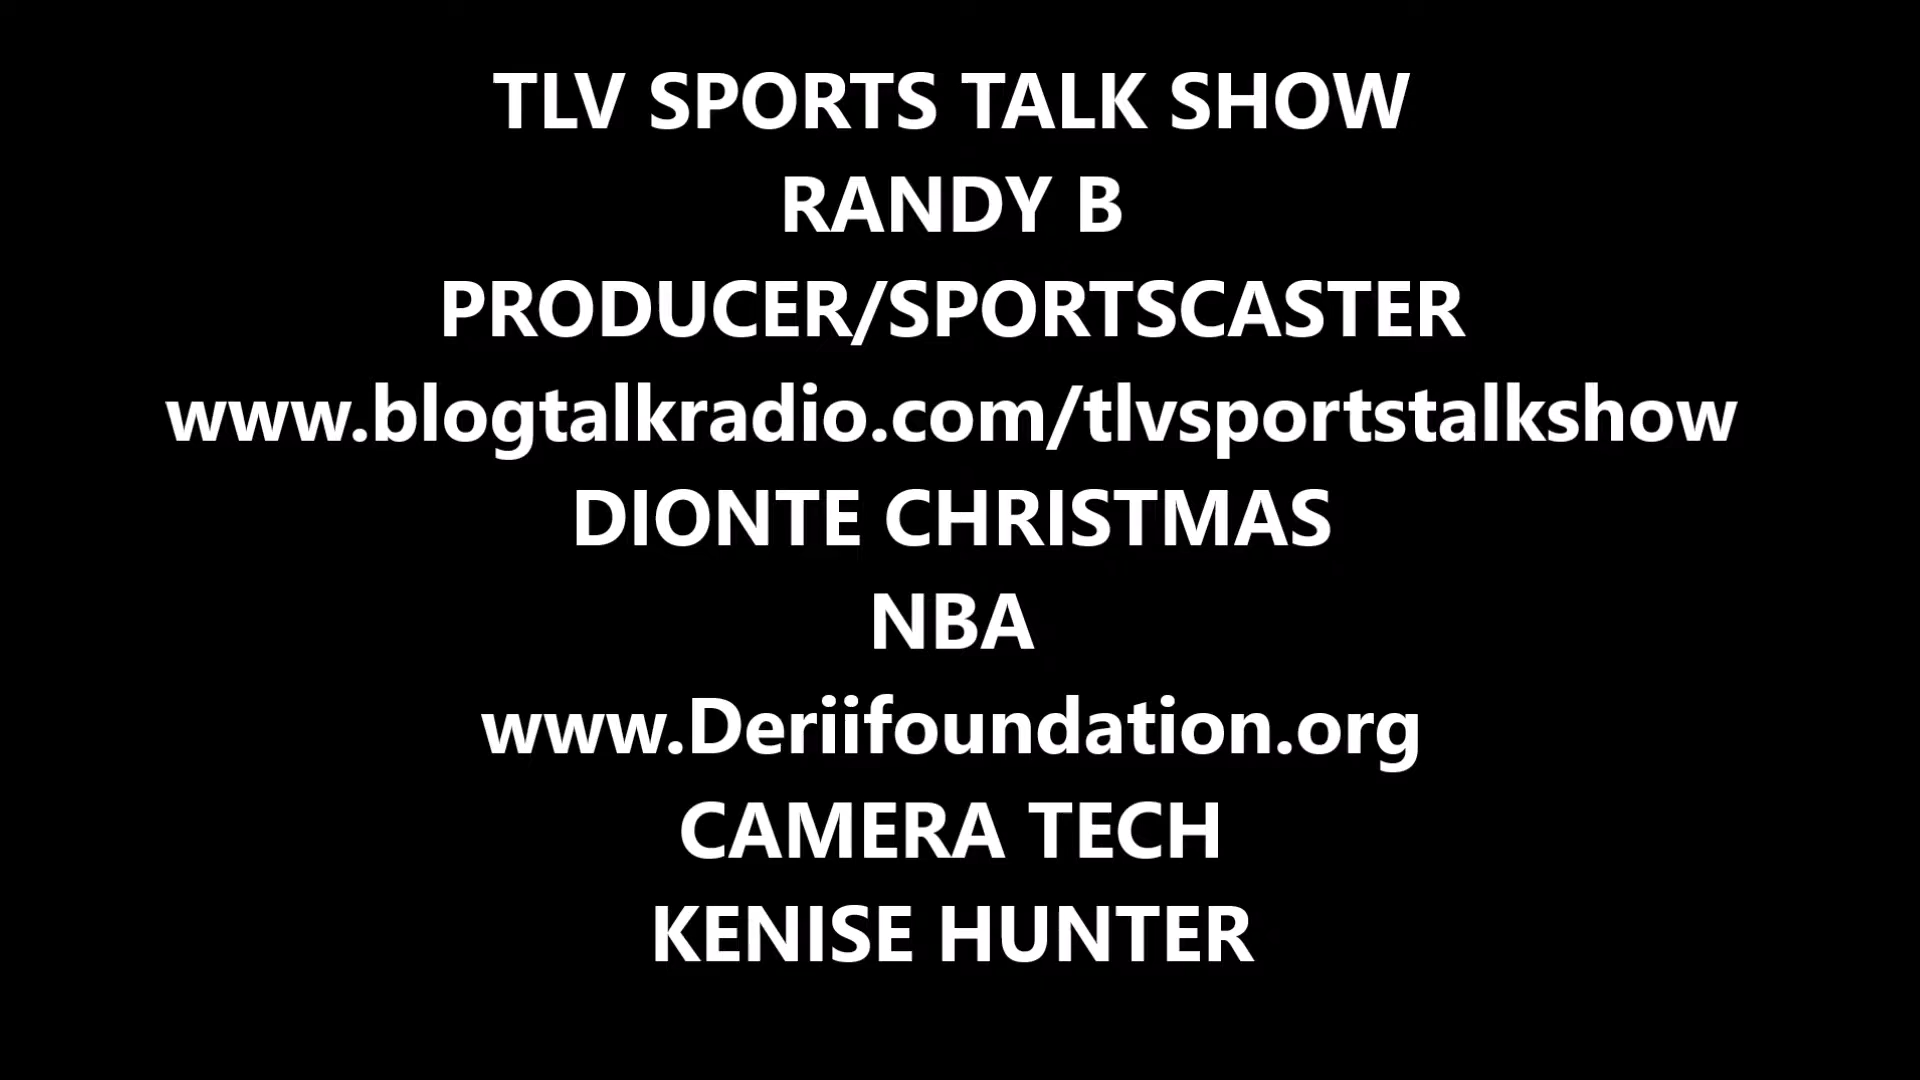 TLV SPORTS TALK SHOW
RANDY B
PRODUCER/SPORTSCASTER
www.blogtalkradio.com/tlvsportstalkshow
DIONTE CHRISTMAS
NBA
www.Deriifoundation.org
CAMERA TECH
KENISE HUNTER